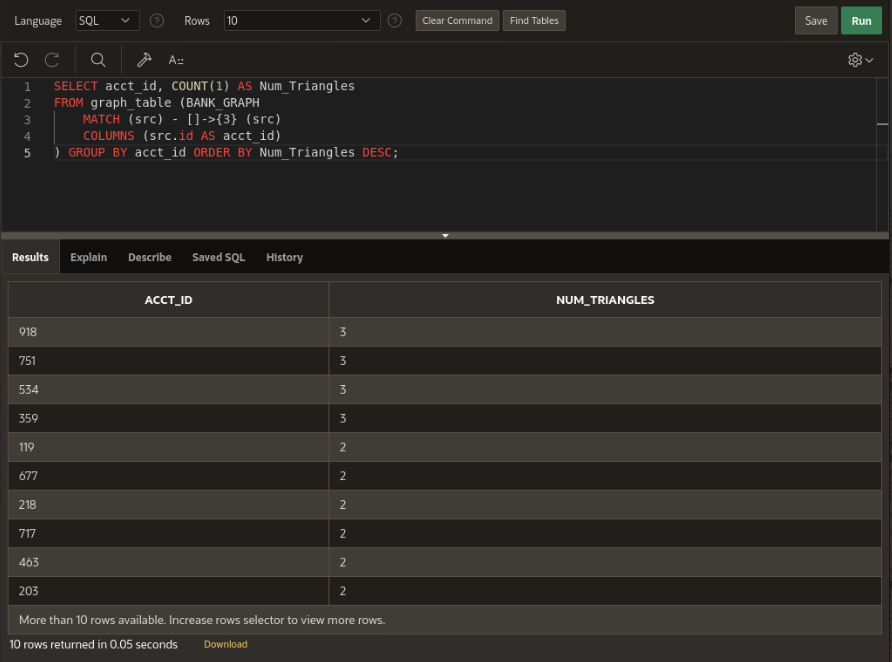 Language SQL ? Rows 10 ? Clear Command Find Tables Save Run
A::
1 SELECT acct_id, COUNT(1) AS Num_Triangles
2 FROM graph_table (BANK_GRAPH
3 MATCH (src) - []->{3} (src)
4 COLUMNS (src.id AS acct_id)
5 ) GROUP BY acct_id ORDER BY Num_Triangles DESC;
Results Explain Describe Saved SQL History
ACCT_ID NUM_TRIANGLES
918 3
751 3
534 3
359 3
119 2
677 2
218 2
717 2
463 2
203 2
More than 10 rows available. Increase rows selector to view more rows.
10 rows returned in 0.05 seconds Download